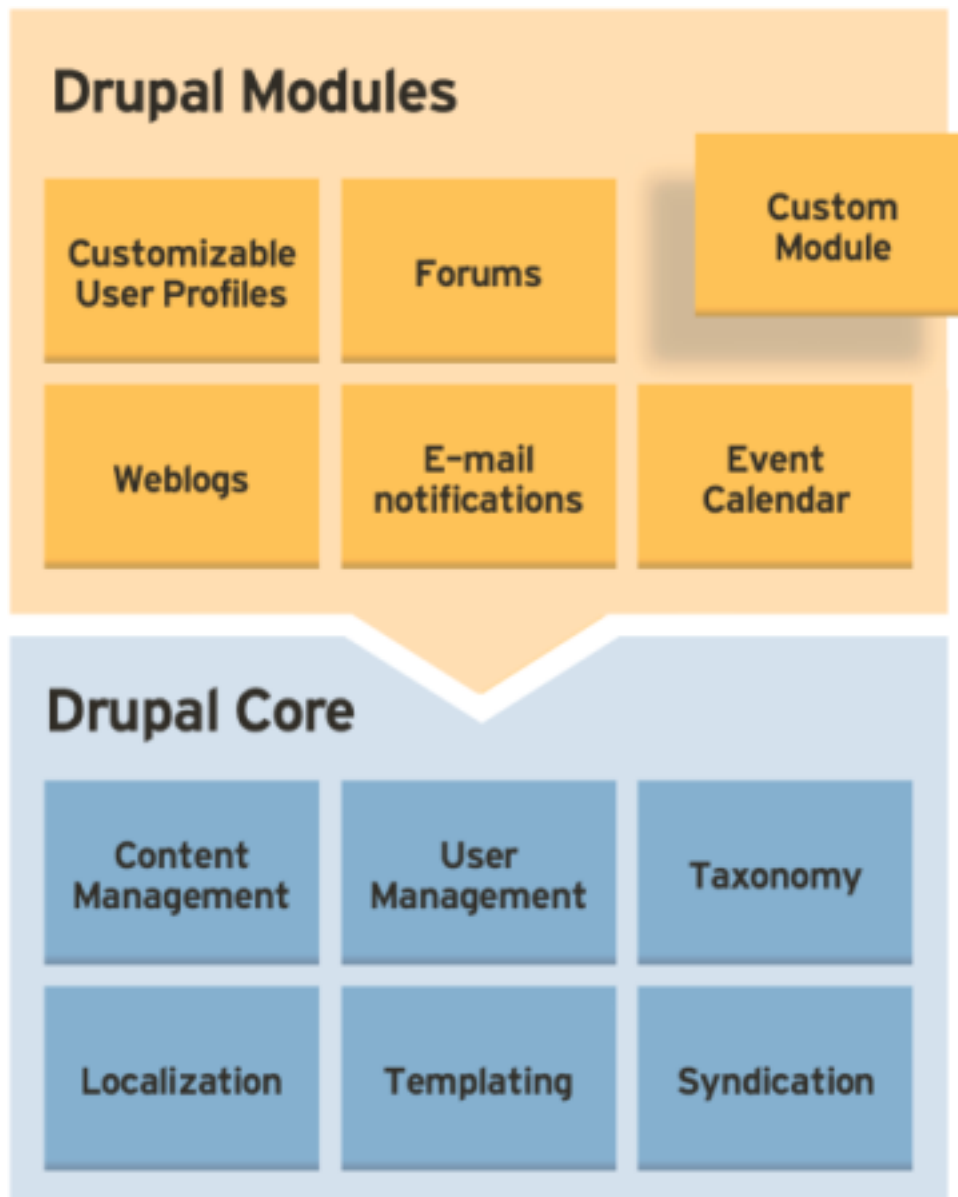 Drupal Modules
Customizable
User Profiles
Forums
Custom
Module
Weblogs
E-mail
notifications
Event
Calendar
Drupal Core
Content
Management
User
Management
Taxonomy
Localization
Templating
Syndication